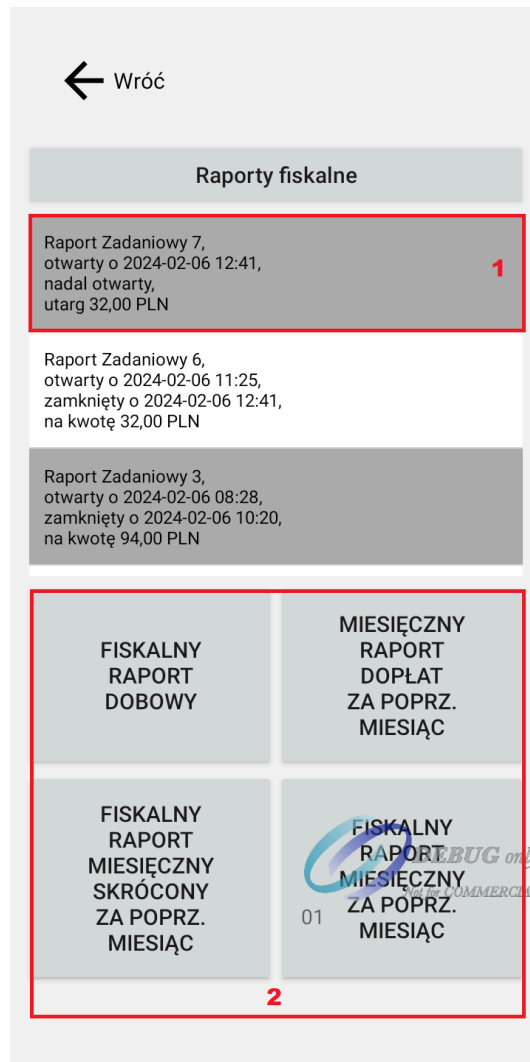 Wróć
Raporty fiskalne
Raport Zadaniowy 7,
otwarty o 2024-02-06 12:41,
nadal otwarty,
utarg 32,00 PLN
1
Raport Zadaniowy 6,
otwarty o 2024-02-06 11:25,
zamknięty o 2024-02-06 12:41,
na kwotę 32,00 PLN
Raport Zadaniowy 3,
otwarty o 2024-02-06 08:28,
zamknięty o 2024-02-06 10:20,
na kwotę 94,00 PLN
FISKALNY
RAPORT
DOBOWY
MIESIĘCZNY
RAPORT
DOPŁAT
ZA POPRZ.
MIESIĄC
FISKALNY
RAPORT
MIESIĘCZNY
SKRÓCONY
ZA POPRZ.
MIESIĄC
FISKALNY
RAPORT
MIESIĘCZNY
ZA POPRZ.
MIESIĄC
DEBUG
Not for
01
2